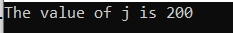 The value of j is 200